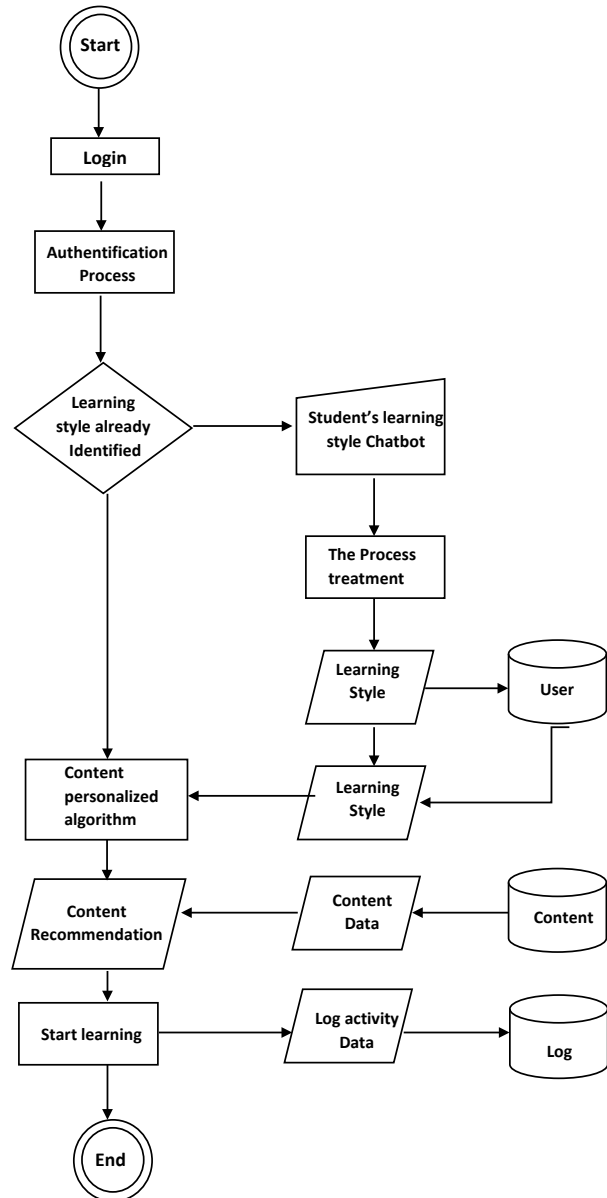 Start
Login
Authentification
Process
Learning
style already
Identified
Student's learning
style Chatbot
The Process
treatment
Learning
Style
User
Learning
Style
Content
personalized
algorithm
Content
Recommendation
Content
Data
Content
Start learning
Log activity
Data
Log
End